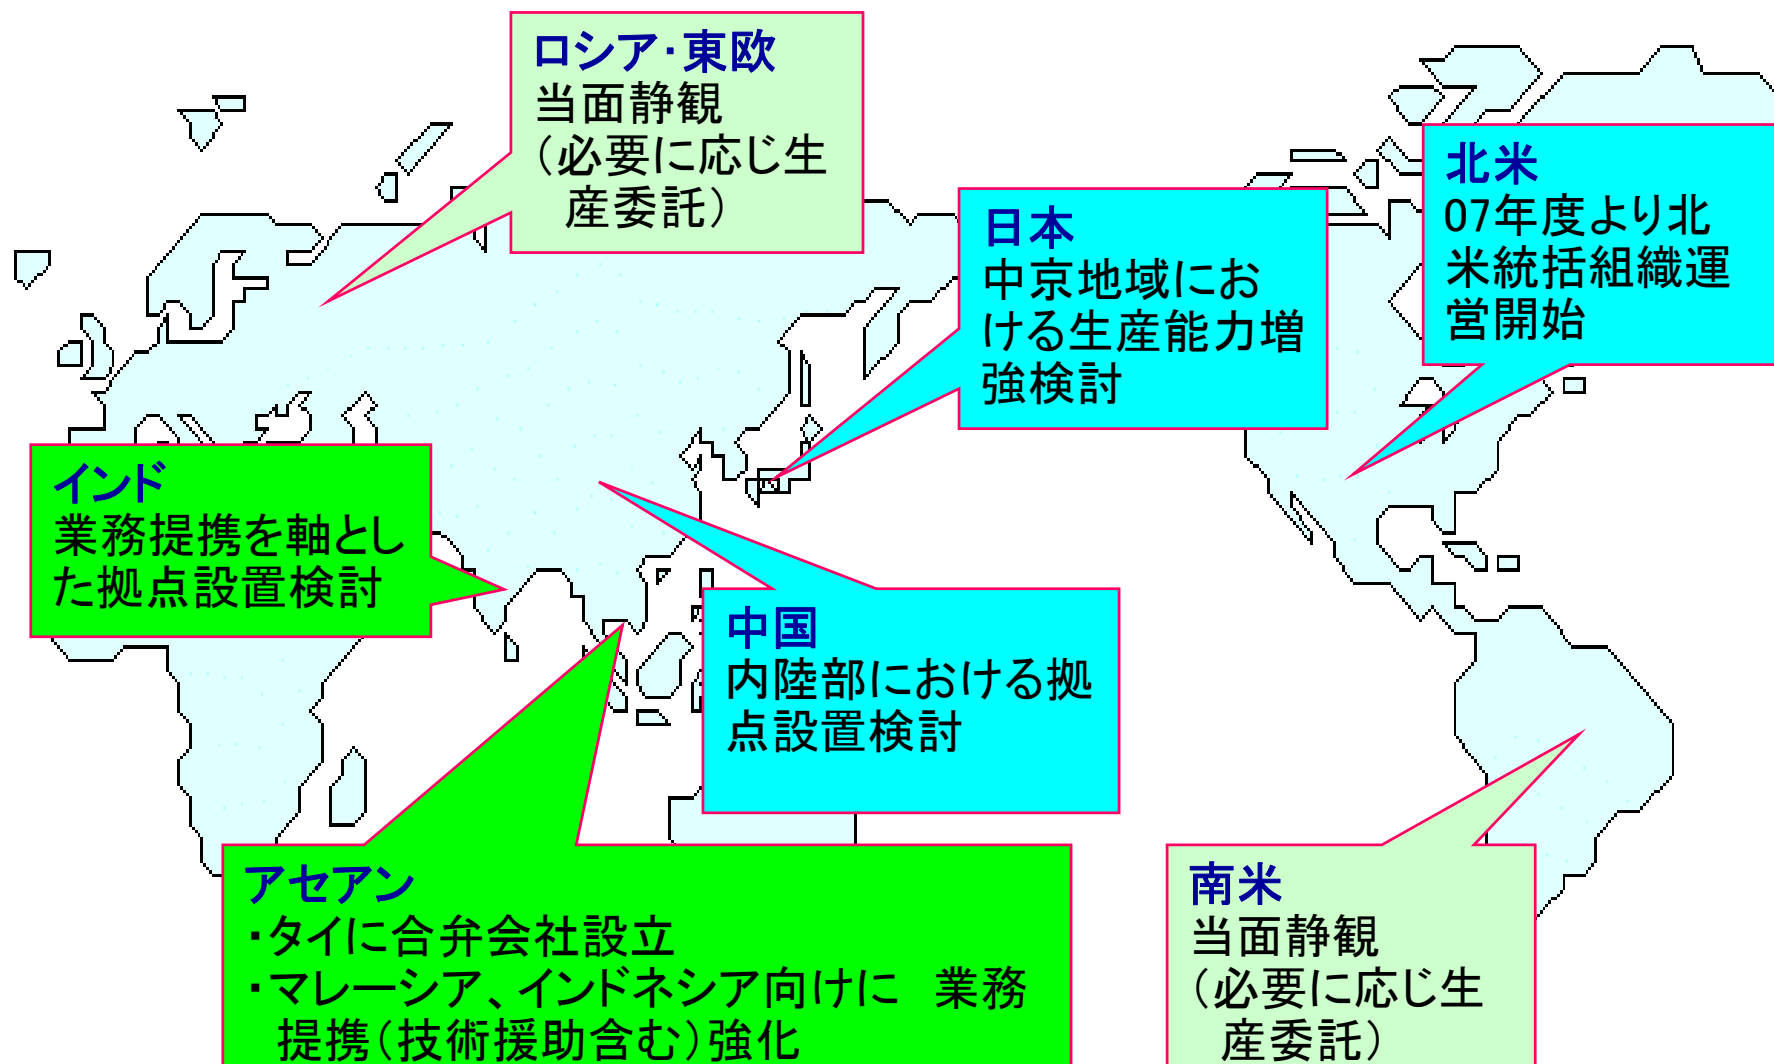 ロシア・東欧
当面静観
(必要に応じ生
産委託)
日本
中京地域にお
ける生産能力増
強検討
北米
07年度より北
米統括組織運
営開始
インド
業務提携を軸とし
た拠点設置検討
中国
内陸部における拠
点設置検討
アセアン
・タイに合弁会社設立
・マレーシア、インドネシア向けに　業務
提携(技術援助含む)強化
南米
当面静観
(必要に応じ生
産委託)